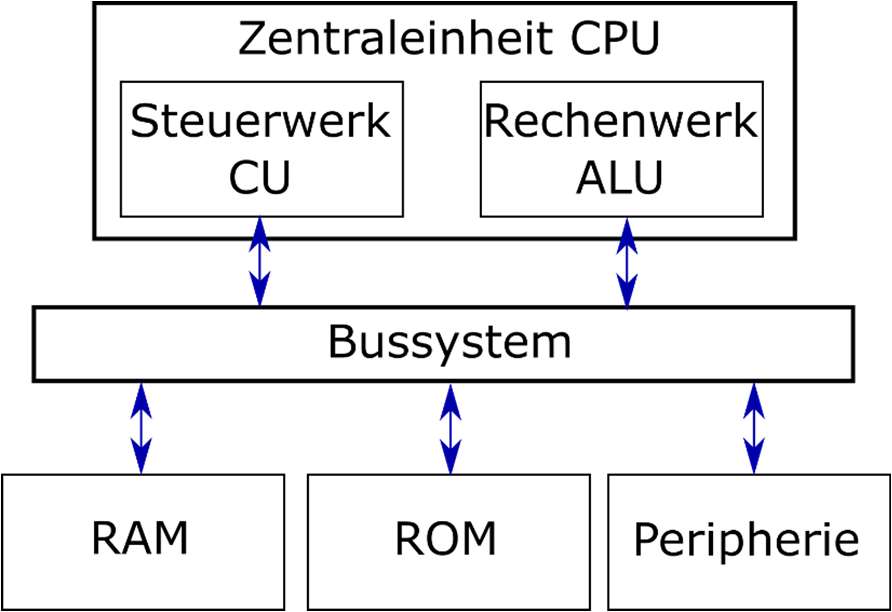 Zentraleinheit CPU
Steuerwerk
CU
Rechenwerk
ALU
Bussystem
RAM
ROM
Peripherie